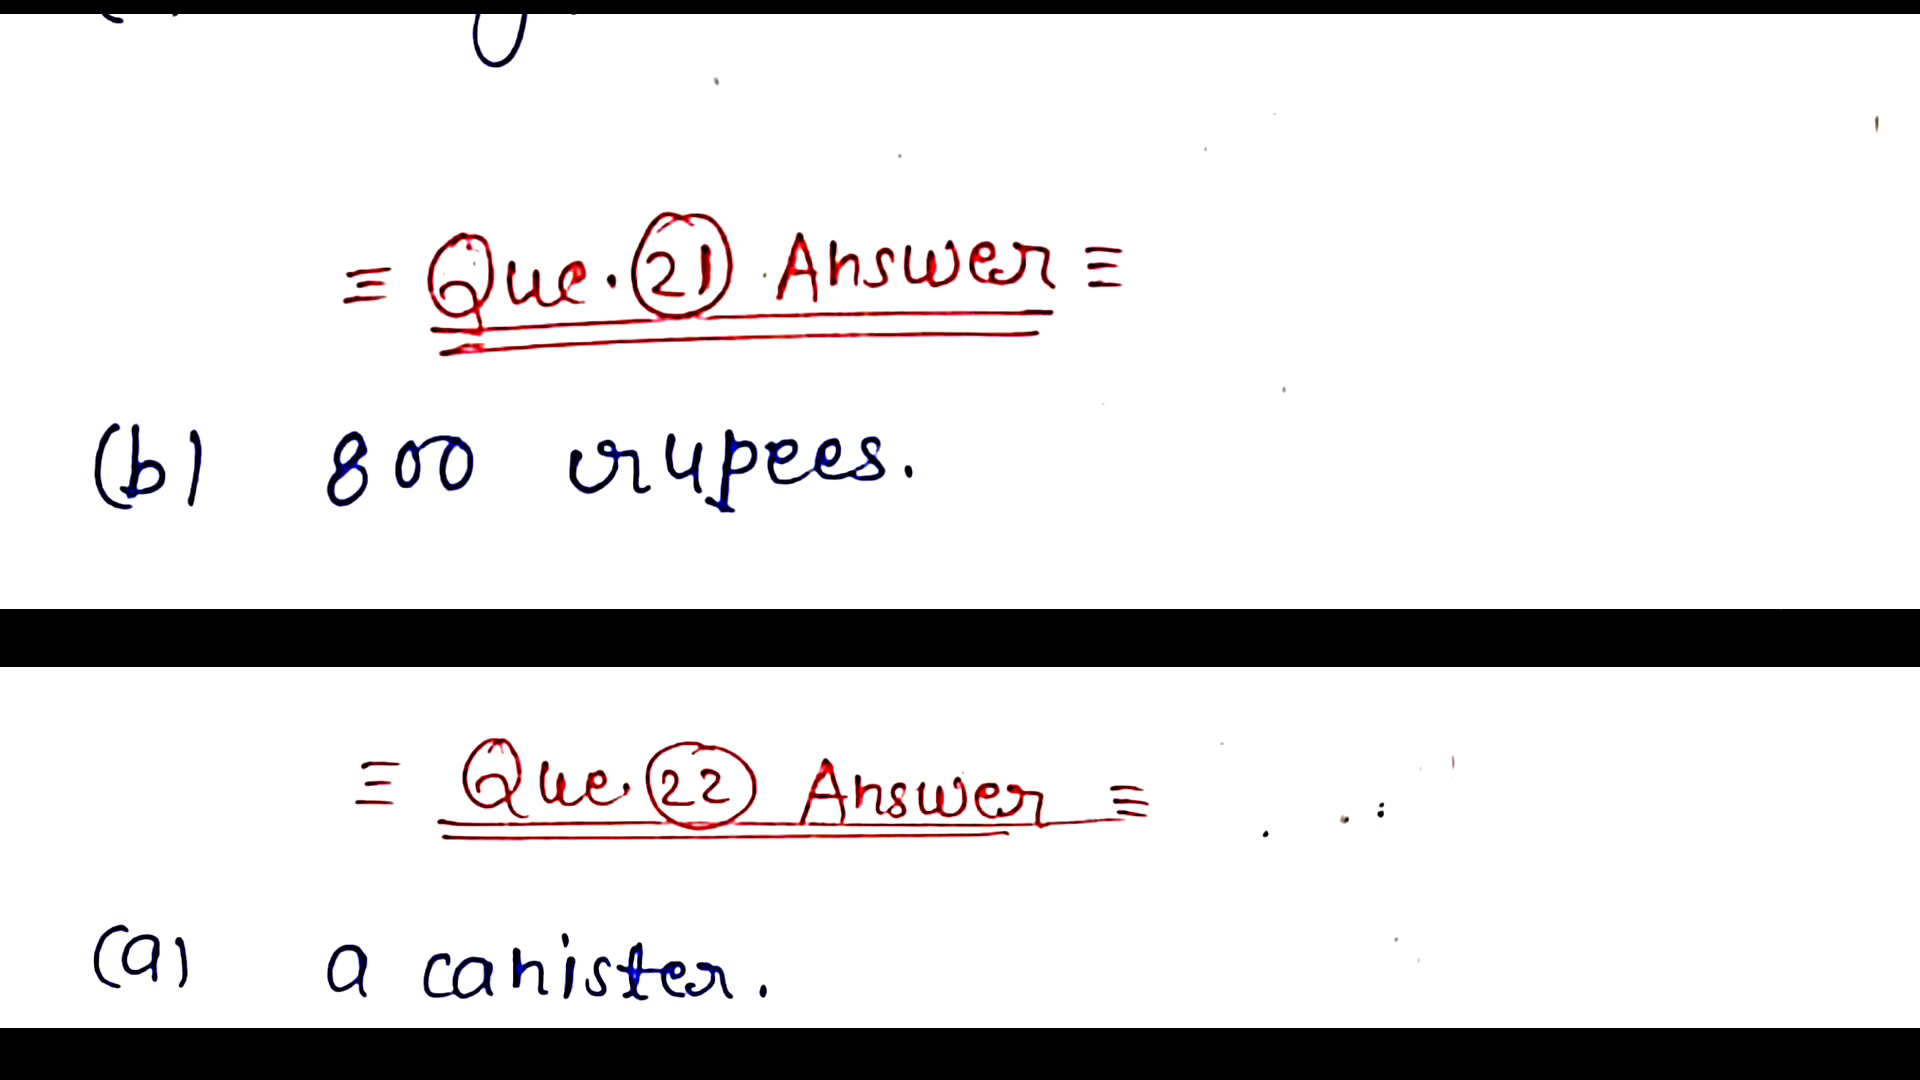 ≡ Que. 21 Answer ≡
(b) 800 rupees.
≡ Que. 22 Answer ≡
(a) a canister.